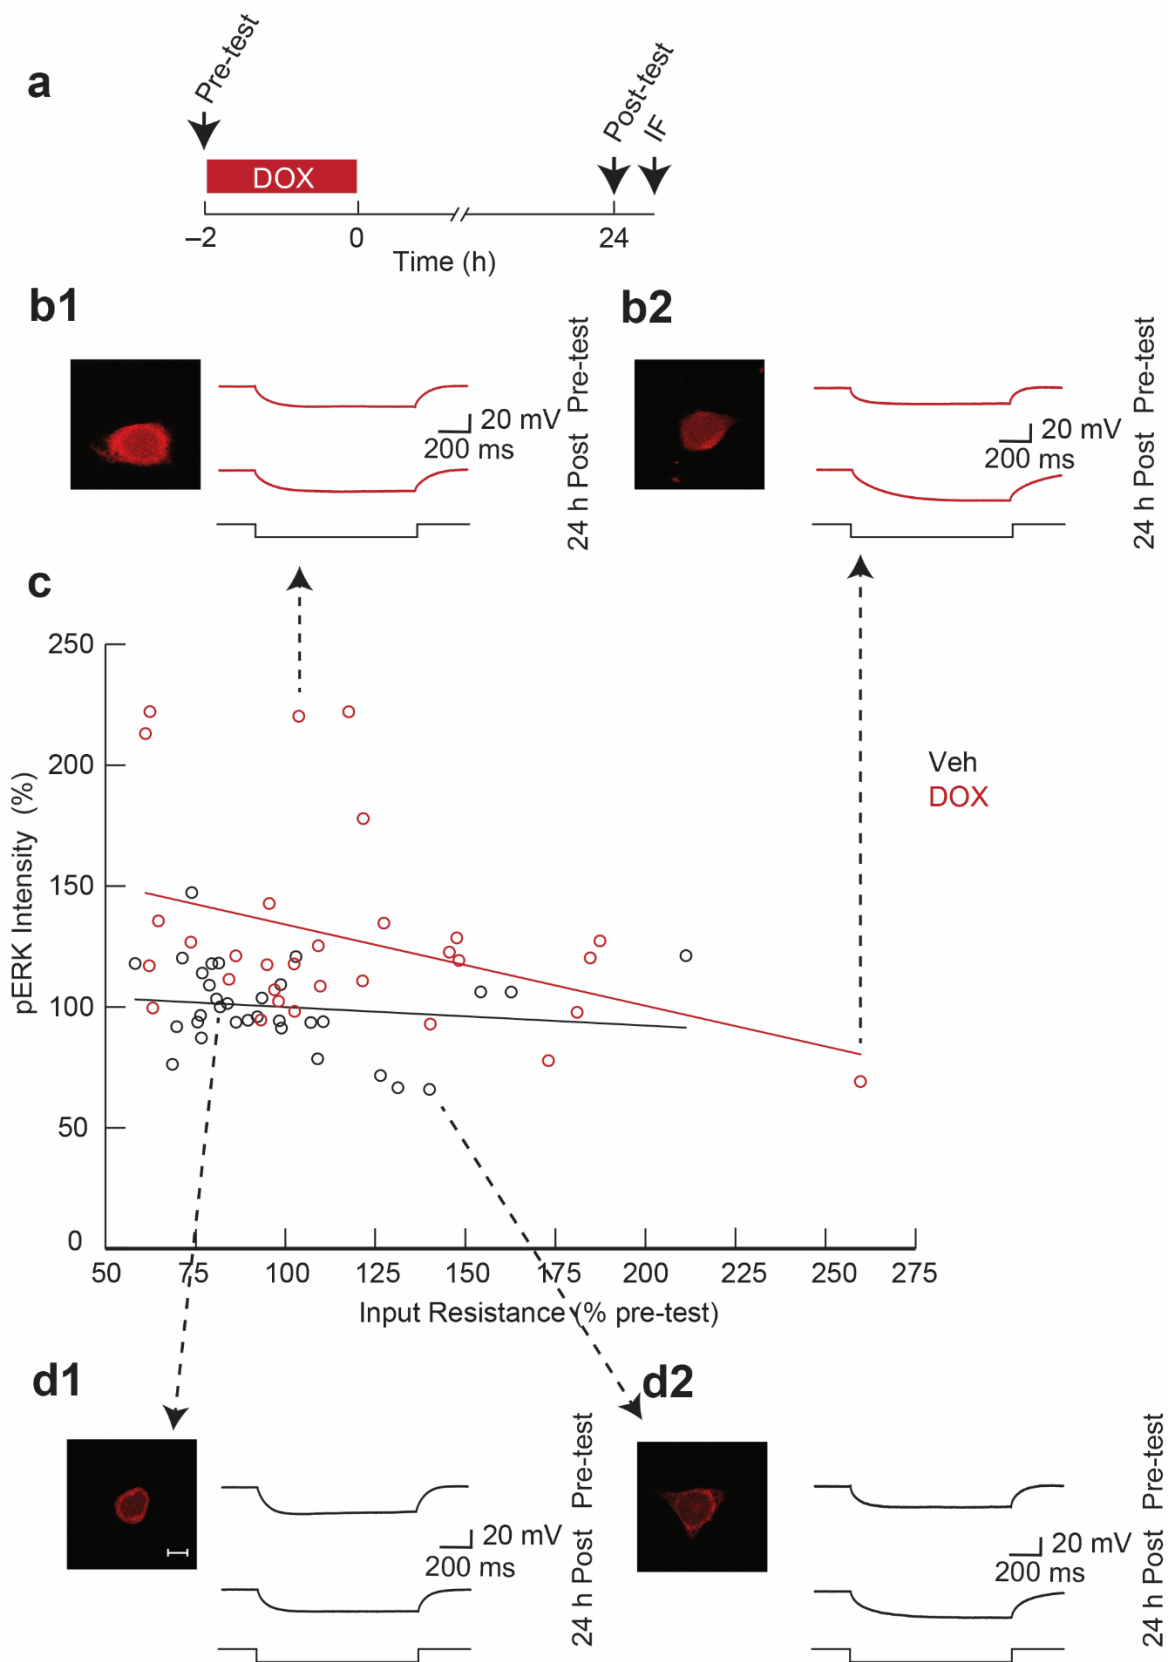 a
Pre-test
Post-test
IF
DOX
–2
0
24
Time (h)
b1
b2
Pre-test
24 h Post
20 mV
200 ms
Pre-test
24 h Post
20 mV
200 ms
c
250
200
150
100
50
0
pERK Intensity (%)
Veh
DOX
50 75 100 125 150 175 200 225 250 275
Input Resistance (% pre-test)
d1
d2
Pre-test
24 h Post
20 mV
200 ms
Pre-test
24 h Post
20 mV
200 ms